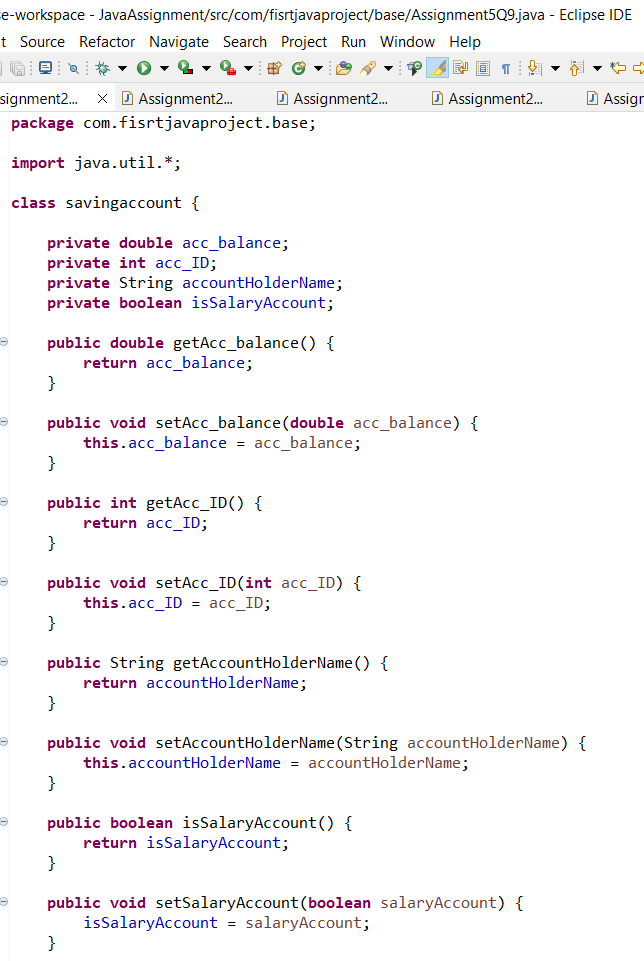 se-workspace - JavaAssignment/src/com/fisrtjavaproject/base/Assignment5Q9.java - Eclipse IDE
t Source Refactor Navigate Search Project Run Window Help
signment2... Assignment2... Assignment2... Assignment2... Assign
package com.fisrtjavaproject.base;
import java.util.*;
class savingaccount {
private double acc_balance;
private int acc_ID;
private String accountHolderName;
private boolean isSalaryAccount;
public double getAcc_balance() {
return acc_balance;
}
public void setAcc_balance(double acc_balance) {
this.acc_balance = acc_balance;
}
public int getAcc_ID() {
return acc_ID;
}
public void setAcc_ID(int acc_ID) {
this.acc_ID = acc_ID;
}
public String getAccountHolderName() {
return accountHolderName;
}
public void setAccountHolderName(String accountHolderName) {
this.accountHolderName = accountHolderName;
}
public boolean isSalaryAccount() {
return isSalaryAccount;
}
public void setSalaryAccount(boolean salaryAccount) {
isSalaryAccount = salaryAccount;
}